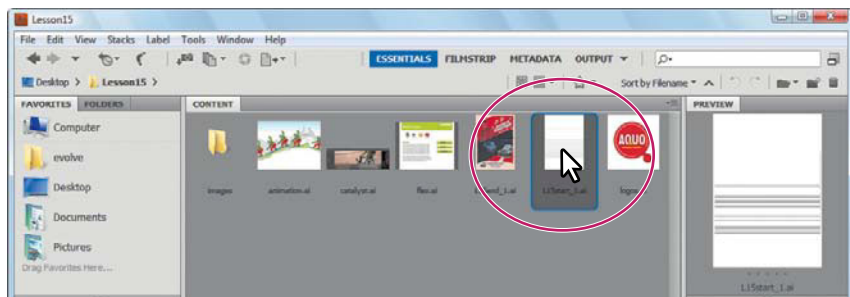 Lesson15
File Edit View Stacks Label Tools Window Help
ESSENTIALS FILMSTRIP METADATA OUTPUT
Desktop > Lesson15 > Sort by Filename
FAVORITES FOLDERS CONTENT PREVIEW
Computer
evolve
Desktop
Documents
Pictures
Drag Favorites Here...
AQUO
images animation.ai catalyst.ai flex.ai L15start_1.ai
L15start_1.ai